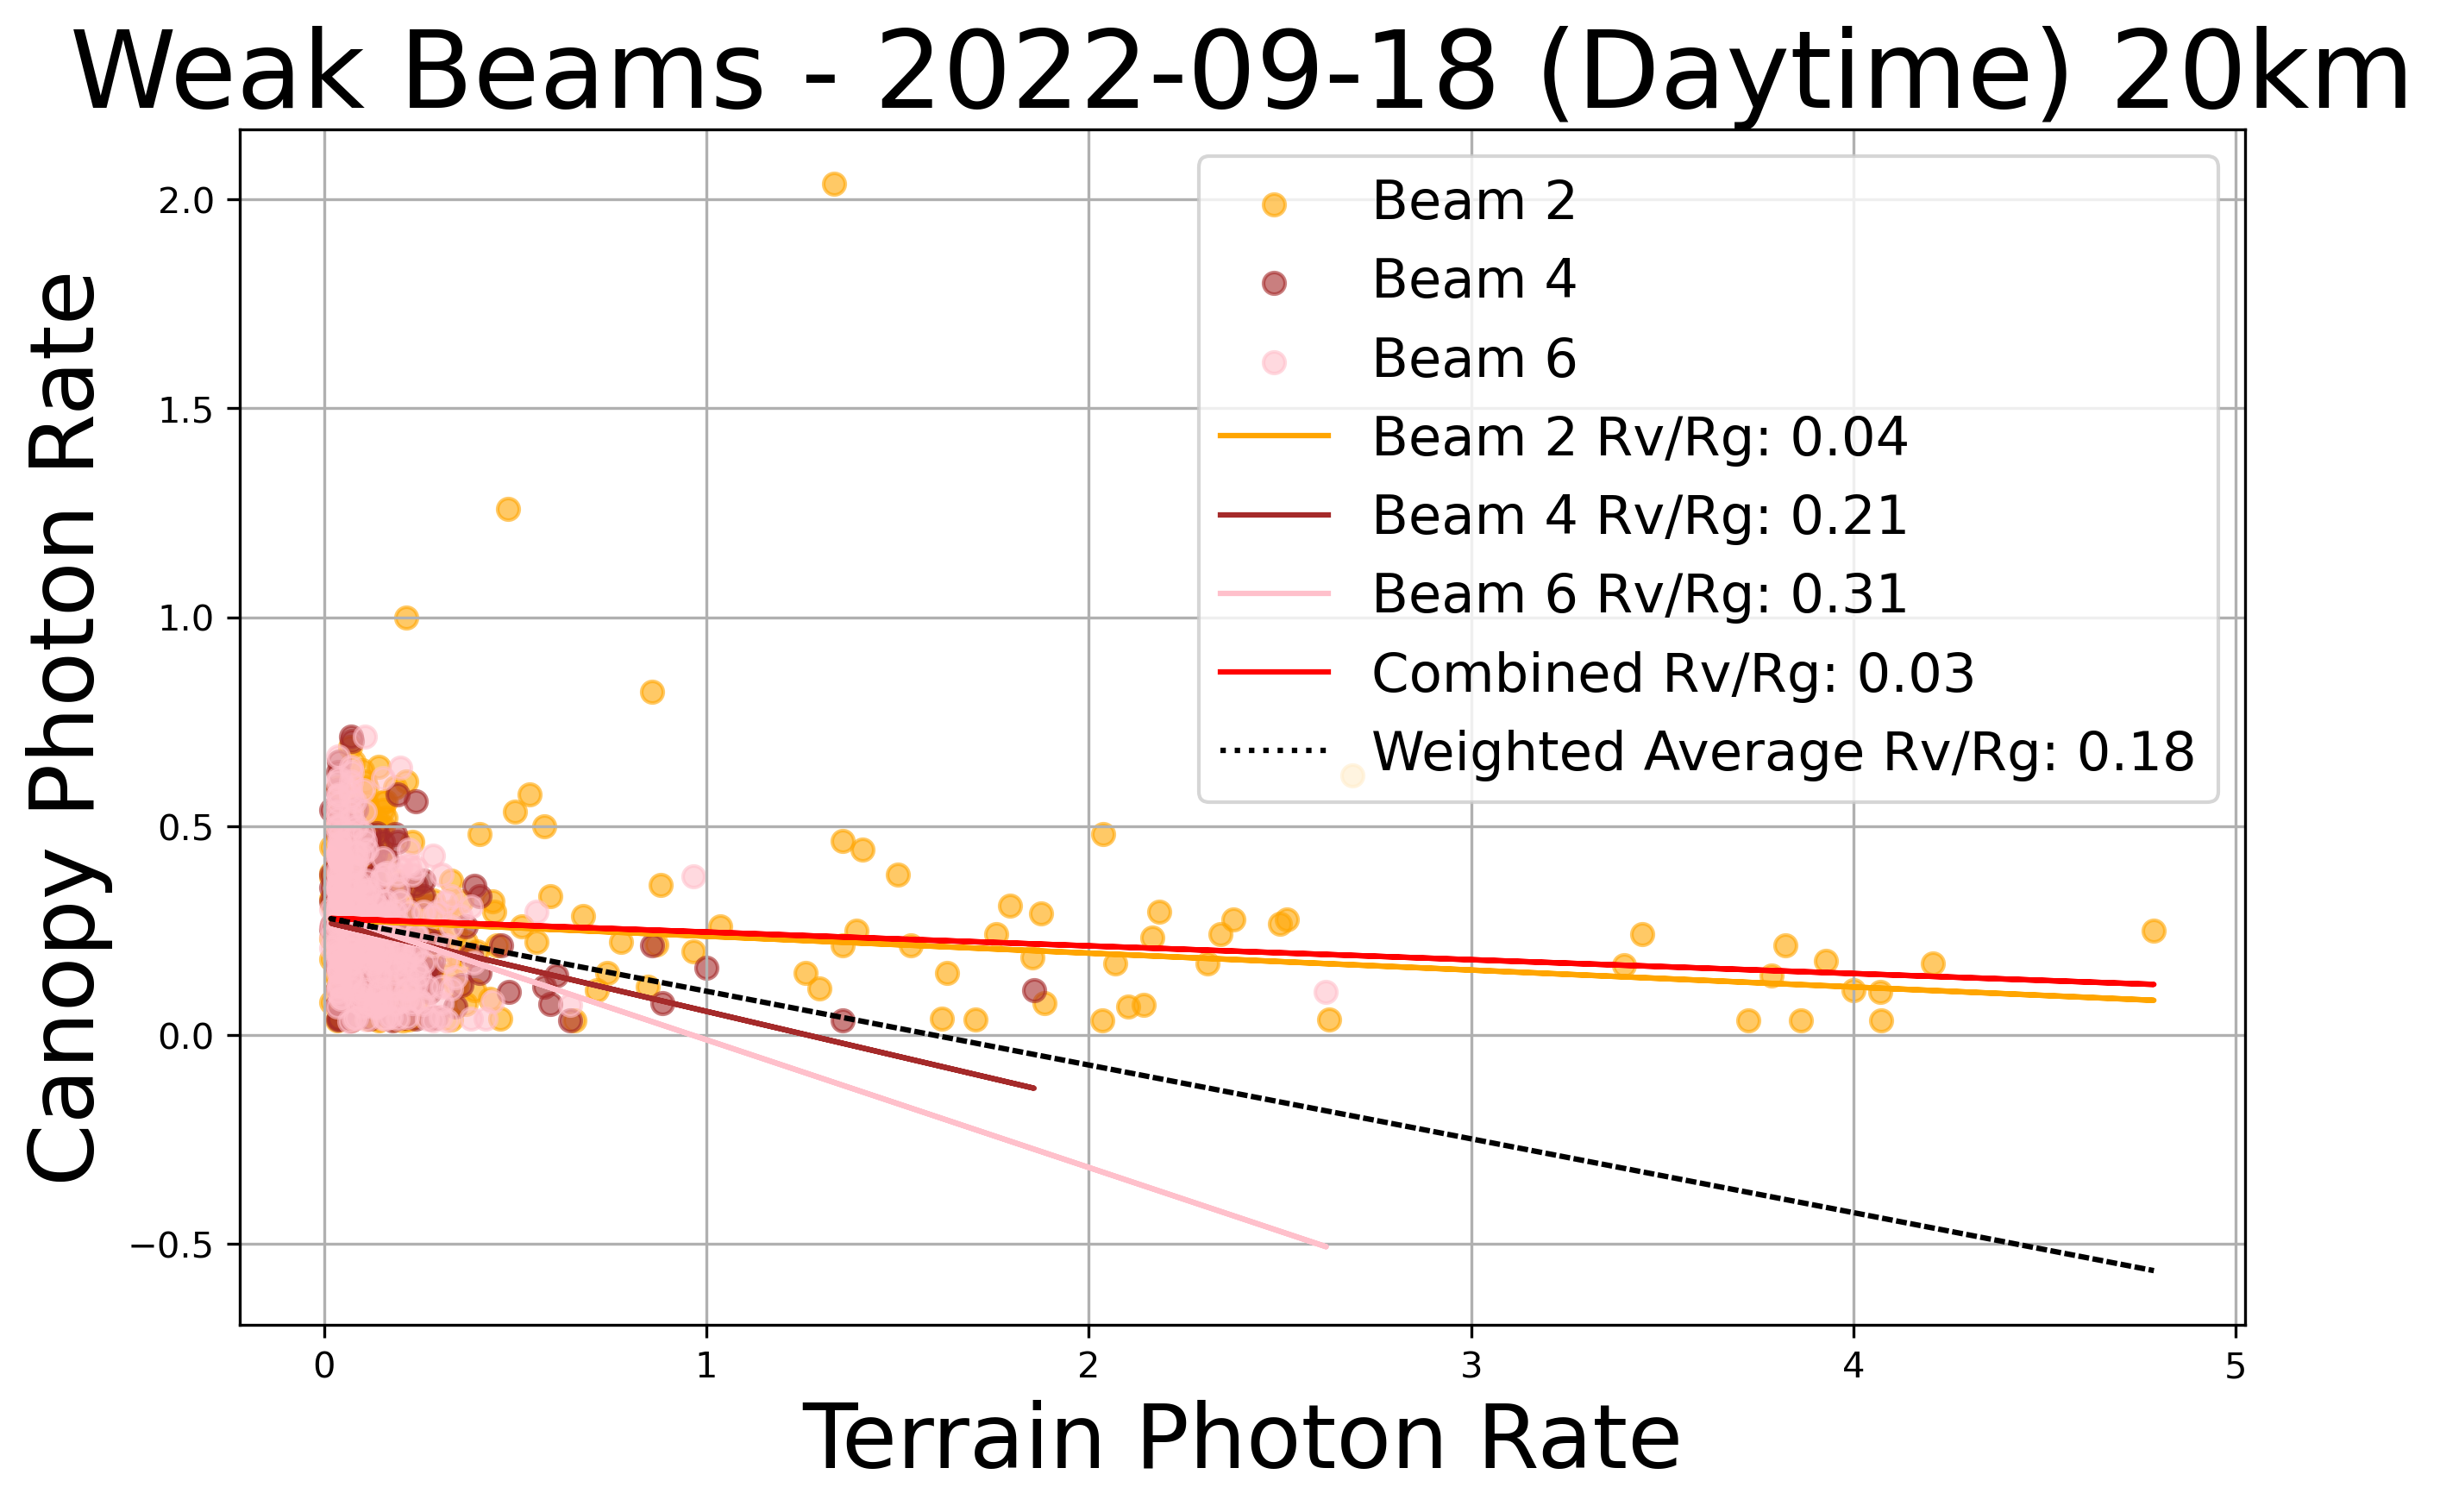 Weak Beams - 2022-09-18 (Daytime) 20km
Canopy Photon Rate
2.0
1.5
1.0
0.5
0.0
−0.5
Beam 2
Beam 4
Beam 6
Beam 2 Rv/Rg: 0.04
Beam 4 Rv/Rg: 0.21
Beam 6 Rv/Rg: 0.31
Combined Rv/Rg: 0.03
Weighted Average Rv/Rg: 0.18
0 1 2 3 4 5
Terrain Photon Rate